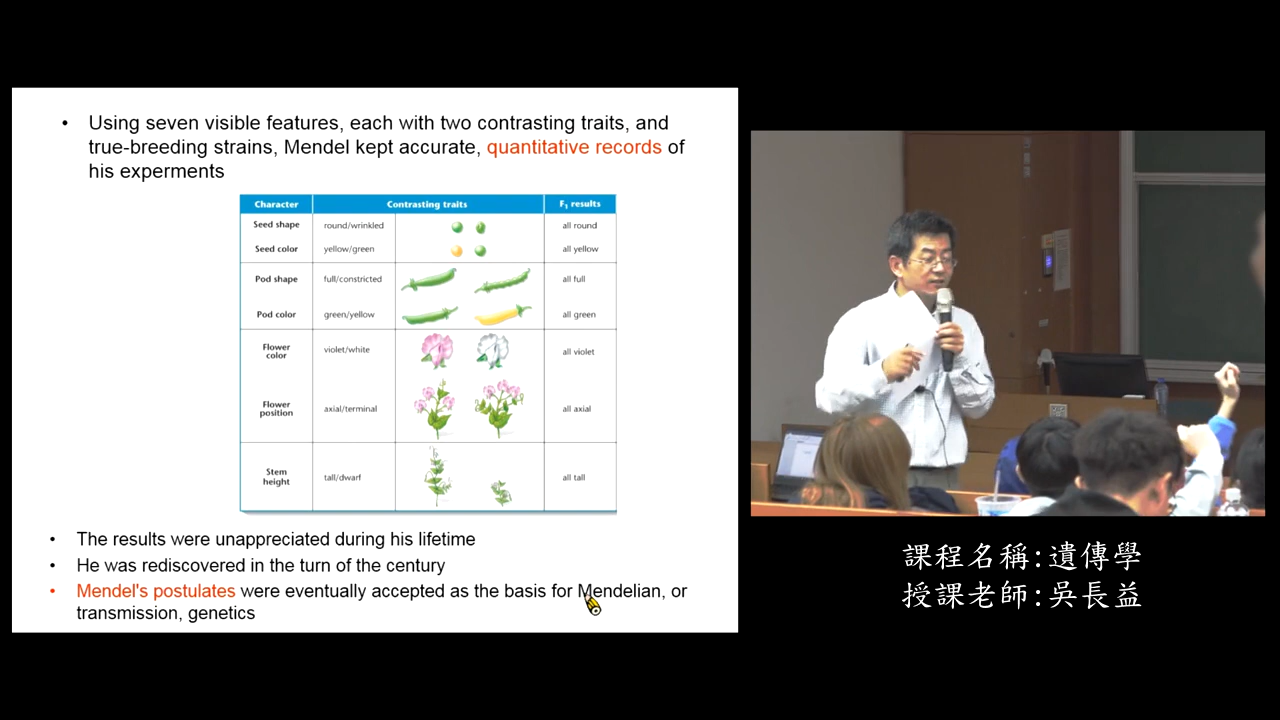 • Using seven visible features, each with two contrasting traits, and
true-breeding strains, Mendel kept accurate, quantitative records of
his experments
Character Contrasting traits F1 results
Seed shape round/wrinkled all round
Seed color yellow/green all yellow
Pod shape full/constricted all full
Pod color green/yellow all green
Flower
color violet/white all violet
Flower
position axial/terminal all axial
Stem
height tall/dwarf all tall
• The results were unappreciated during his lifetime
• He was rediscovered in the turn of the century
• Mendel's postulates were eventually accepted as the basis for Mendelian, or
transmission, genetics
課程名稱:遺傳學
授課老師:吳長益